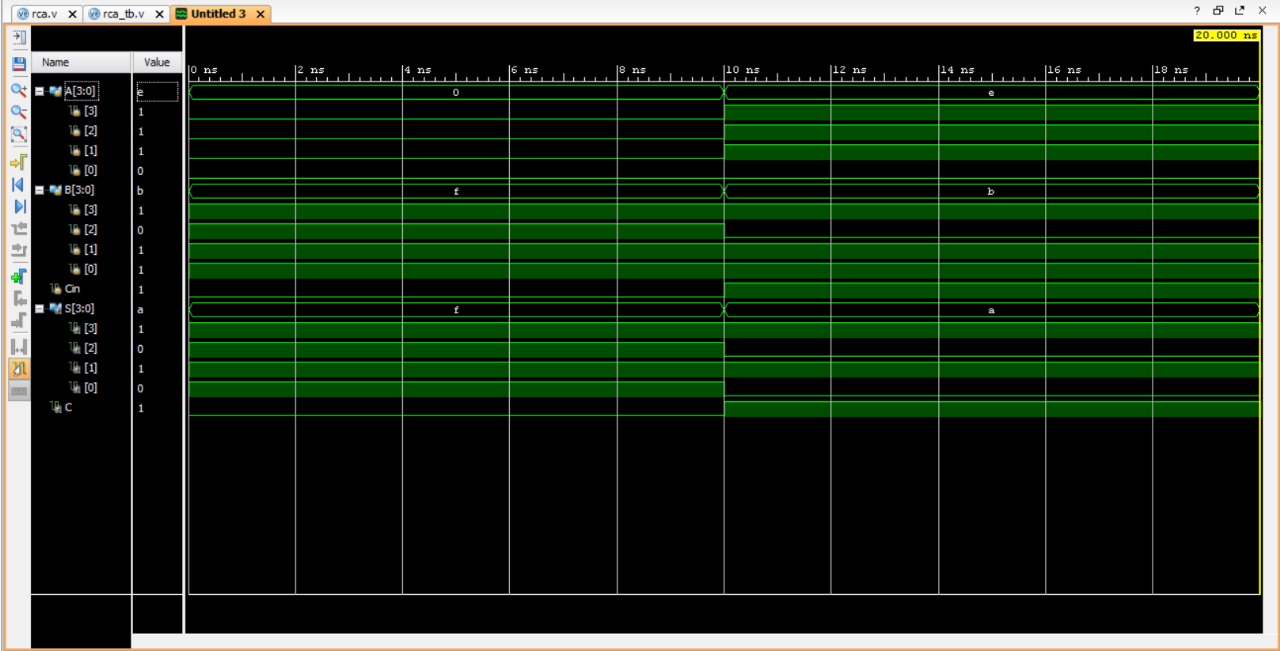 rca.v rca_tb.v Untitled 3
20.000 ns
Name Value
0 ns 2 ns 4 ns 6 ns 8 ns 10 ns 12 ns 14 ns 16 ns 18 ns
A[3:0] e 0 e
[3] 1
[2] 1
[1] 1
[0] 0
B[3:0] b f b
[3] 1
[2] 0
[1] 1
[0] 1
Cin 1
S[3:0] a f a
[3] 1
[2] 0
[1] 1
[0] 0
C 1